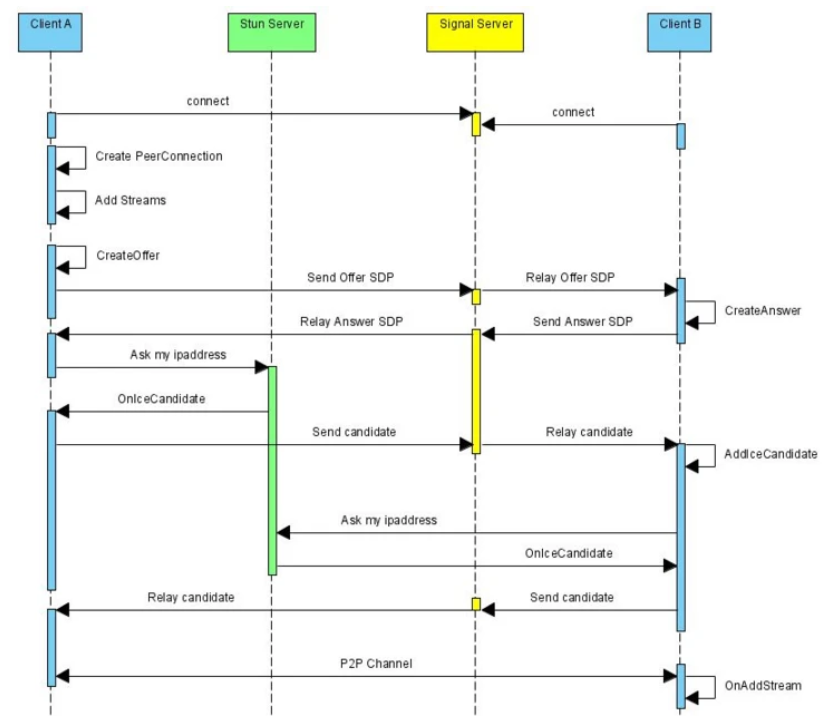 Client A
Stun Server
Signal Server
Client B
connect
connect
Create PeerConnection
Add Streams
CreateOffer
Send Offer SDP
Relay Offer SDP
CreateAnswer
Relay Answer SDP
Send Answer SDP
Ask my ipaddress
OnIceCandidate
Send candidate
Relay candidate
AddIceCandidate
Ask my ipaddress
OnIceCandidate
Relay candidate
Send candidate
P2P Channel
OnAddStream